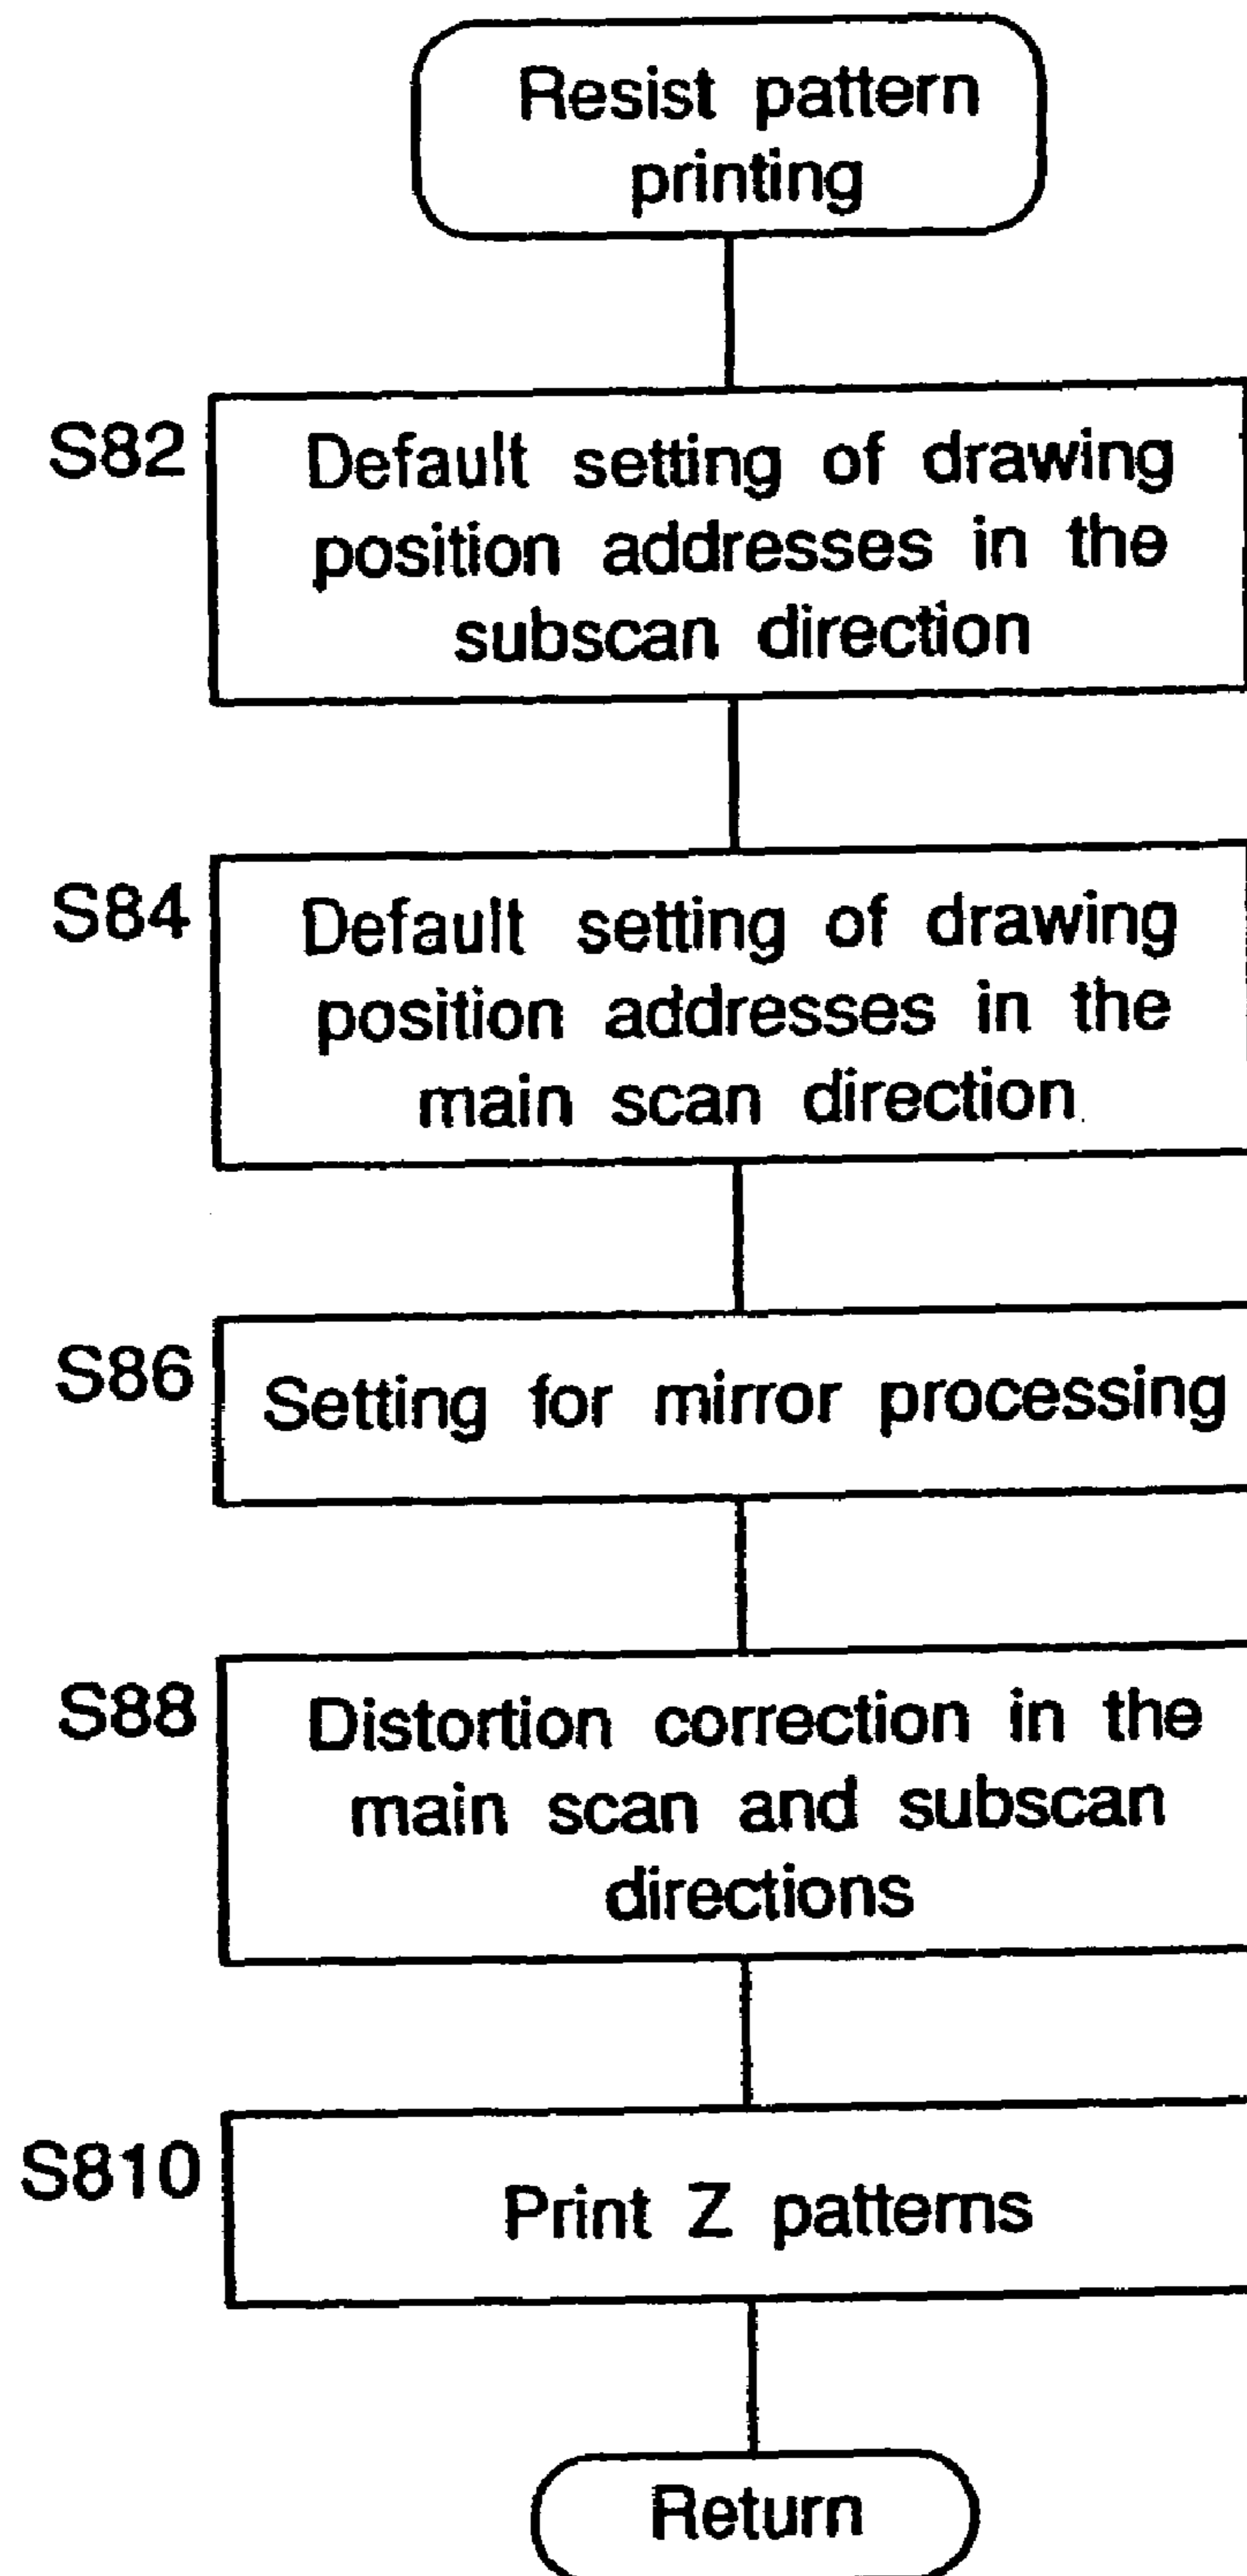 Resist pattern
printing
S82
Default setting of drawing
position addresses in the
subscan direction
S84
Default setting of drawing
position addresses in the
main scan direction
S86
Setting for mirror processing
S88
Distortion correction in the
main scan and subscan
directions
S810
Print Z patterns
Return